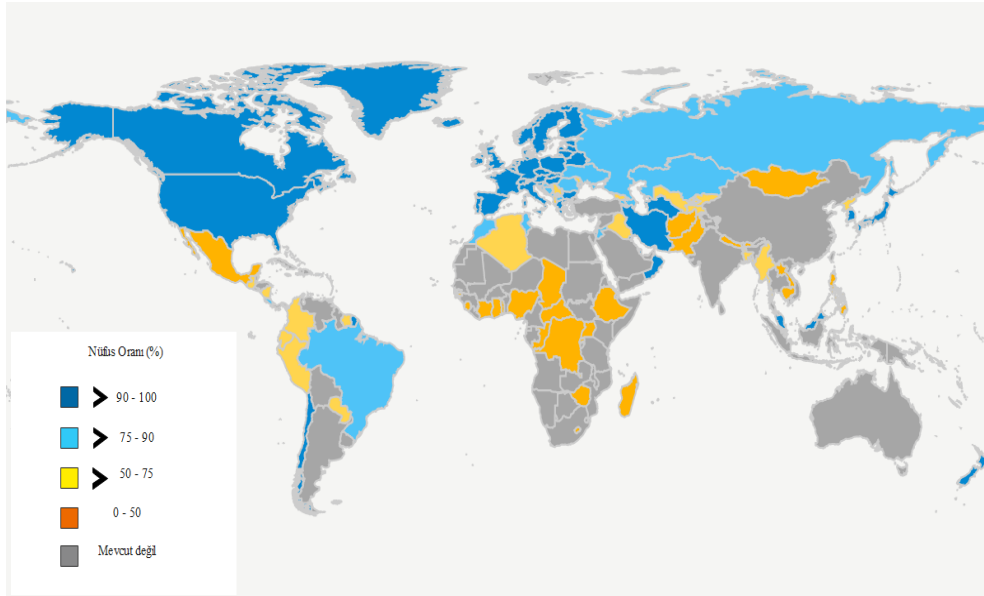 Nüfus Oranı (%)
> 90 - 100
> 75 - 90
> 50 - 75
0 - 50
Mevcut değil